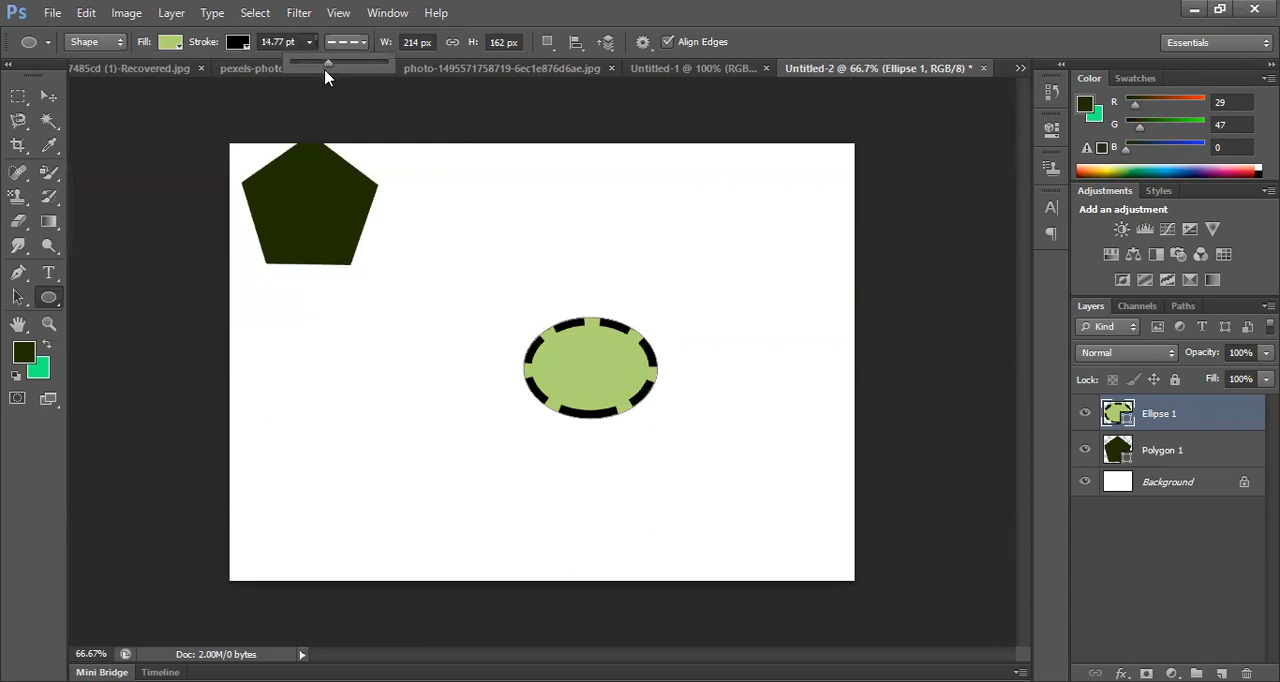 Ps File Edit Image Layer Type Select Filter View Window Help
Shape Fill: Stroke: 14.77 pt W: 214 px H: 162 px Align Edges Essentials
7485cd (1)-Recovered.jpg × pexels-photo photo-1495571758719-6ec1e876d6ae.jpg × Untitled-1 @ 100% (RGB... × Untitled-2 @ 66.7% (Ellipse 1, RGB/8) * ×
Color Swatches
R 29
G 47
B 0
Adjustments Styles
Add an adjustment
Layers Channels Paths
Kind
Normal Opacity: 100%
Lock: Fill: 100%
Ellipse 1
Polygon 1
Background
66.67% Doc: 2.00M/0 bytes
Mini Bridge Timeline